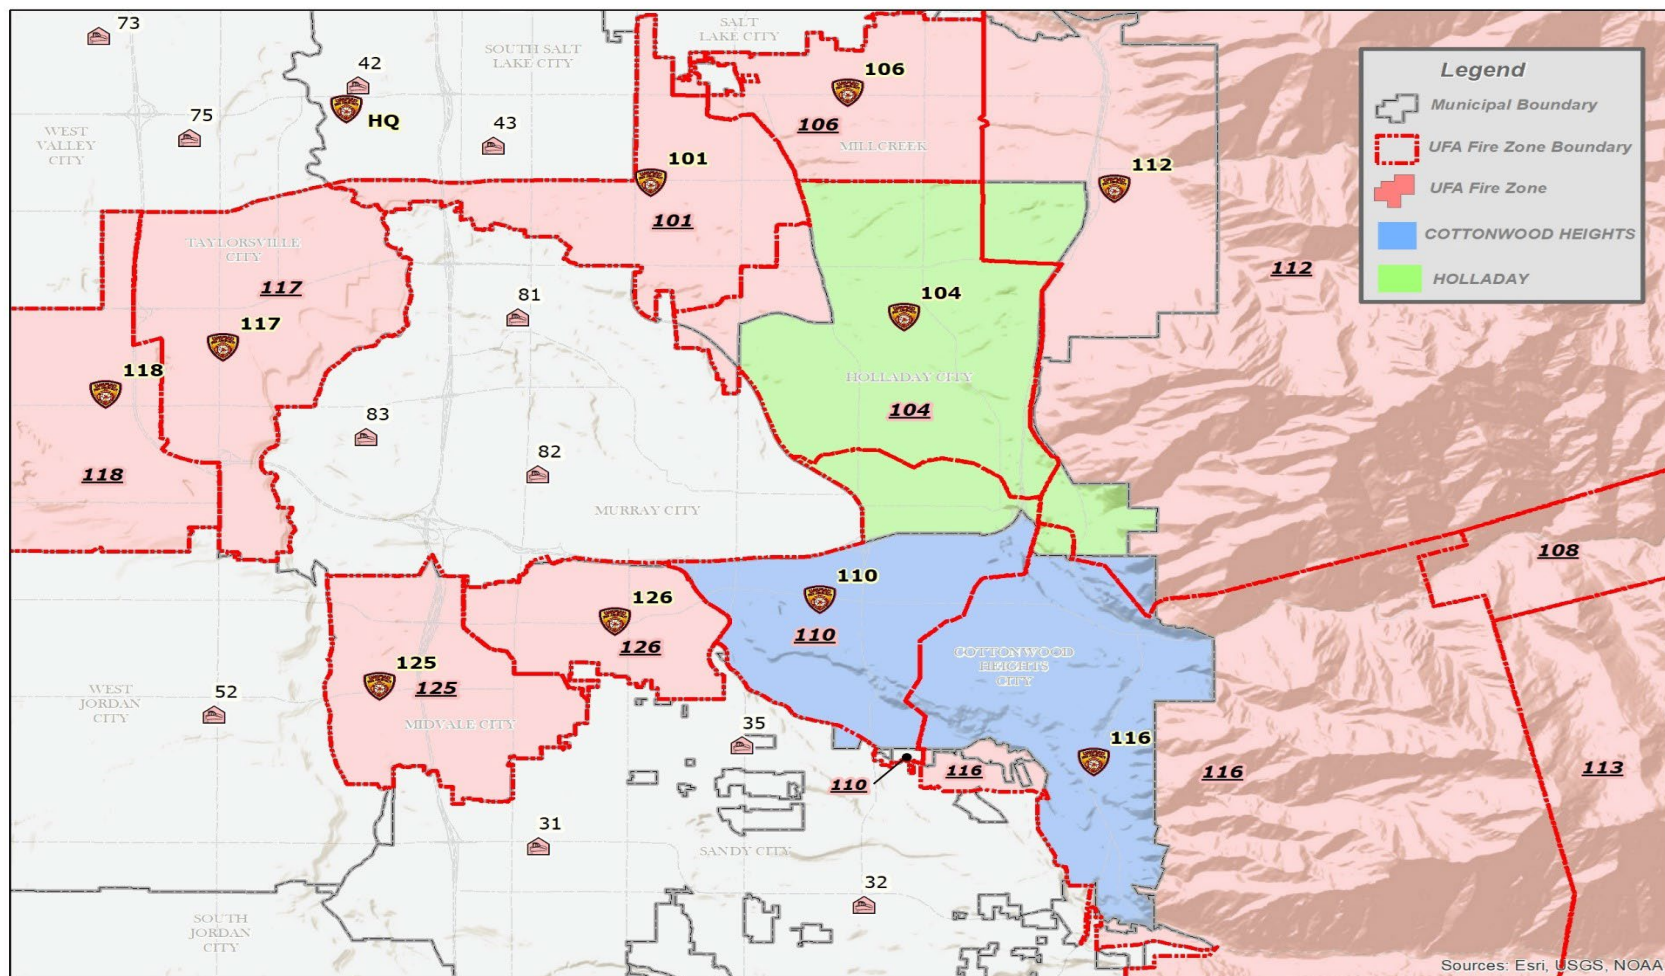 73
SALT
LAKE CITY
SOUTH SALT
LAKE CITY
42
HQ
75
43
WEST
VALLEY
CITY
106
106
MILLCREEK
101
101
112
112
Legend
Municipal Boundary
UFA Fire Zone Boundary
UFA Fire Zone
COTTONWOOD HEIGHTS
HOLLADAY
TAYLORSVILLE
CITY
117
117
81
104
118
118
83
82
HOLLADAY CITY
104
MURRAY CITY
108
110
110
126
126
125
125
COTTONWOOD
HEIGHTS
CITY
WEST
JORDAN
CITY
52
MIDVALE CITY
35
116
116
110
116
113
31
SANDY CITY
32
SOUTH
JORDAN
CITY
Sources: Esri, USGS, NOAA